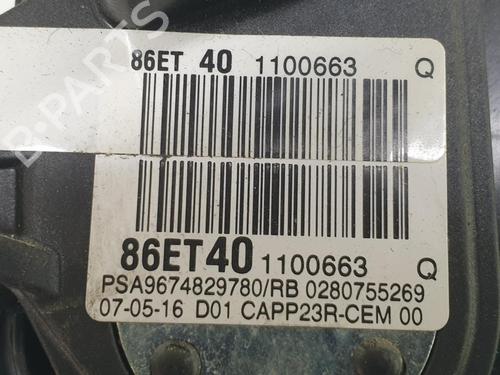 86ET 40 1100663 Q
86ET40 1100663 Q
PSA9674829780/RB 0280755269
07-05-16 D01 CAPP23R-CEM 00
B-PARTS